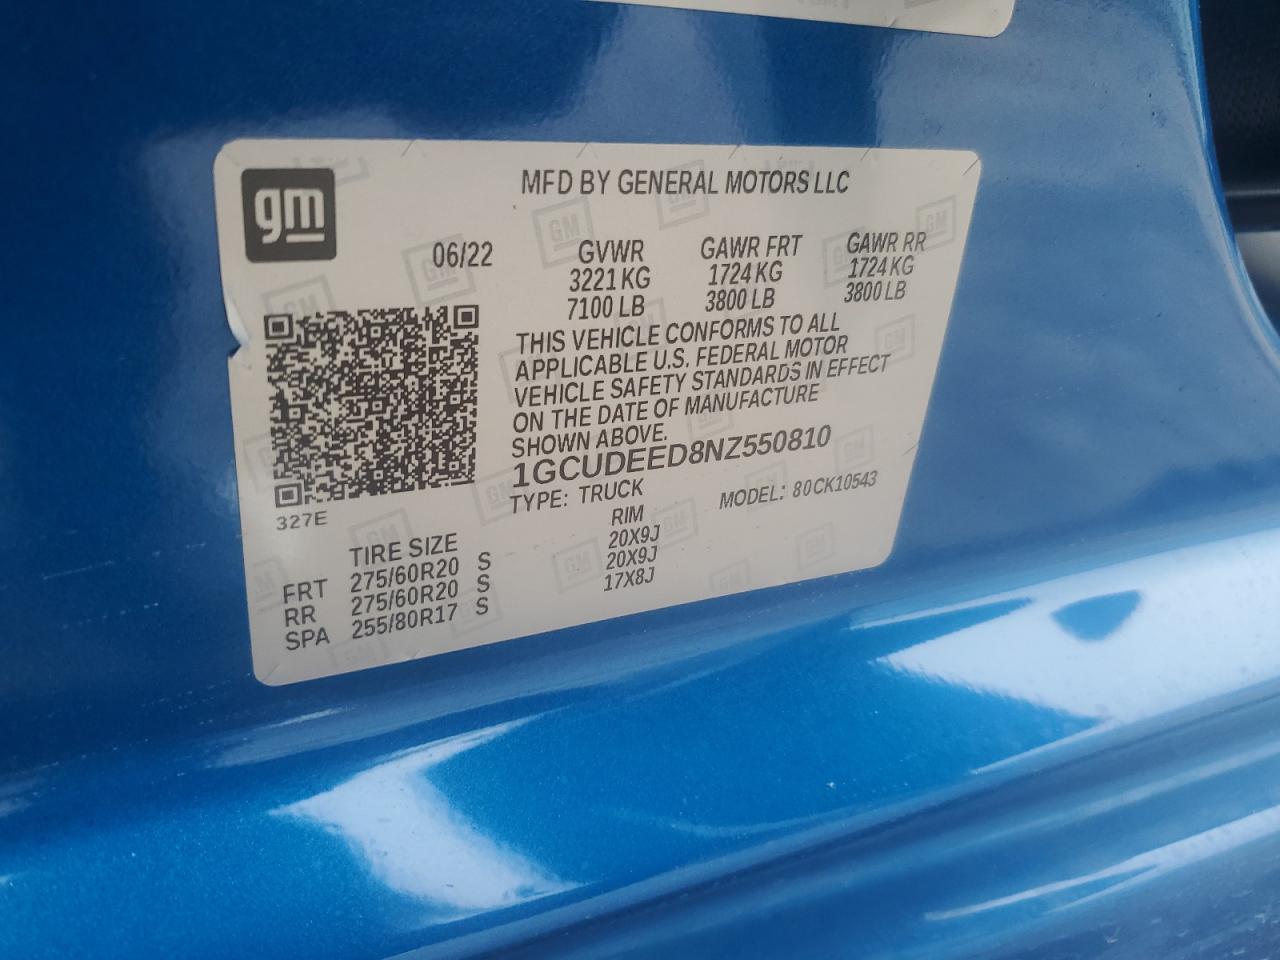 gm
MFD BY GENERAL MOTORS LLC
06/22 GVWR GAWR FRT GAWR RR
3221 KG 1724 KG 1724 KG
7100 LB 3800 LB 3800 LB
THIS VEHICLE CONFORMS TO ALL
APPLICABLE U.S. FEDERAL MOTOR
VEHICLE SAFETY STANDARDS IN EFFECT
ON THE DATE OF MANUFACTURE
SHOWN ABOVE.
1GCUDEED8NZ550810
TYPE: TRUCK MODEL: 80CK10543
327E
TIRE SIZE RIM
FRT 275/60R20 S 20X9J
RR 275/60R20 S 20X9J
SPA 255/80R17 S 17X8J